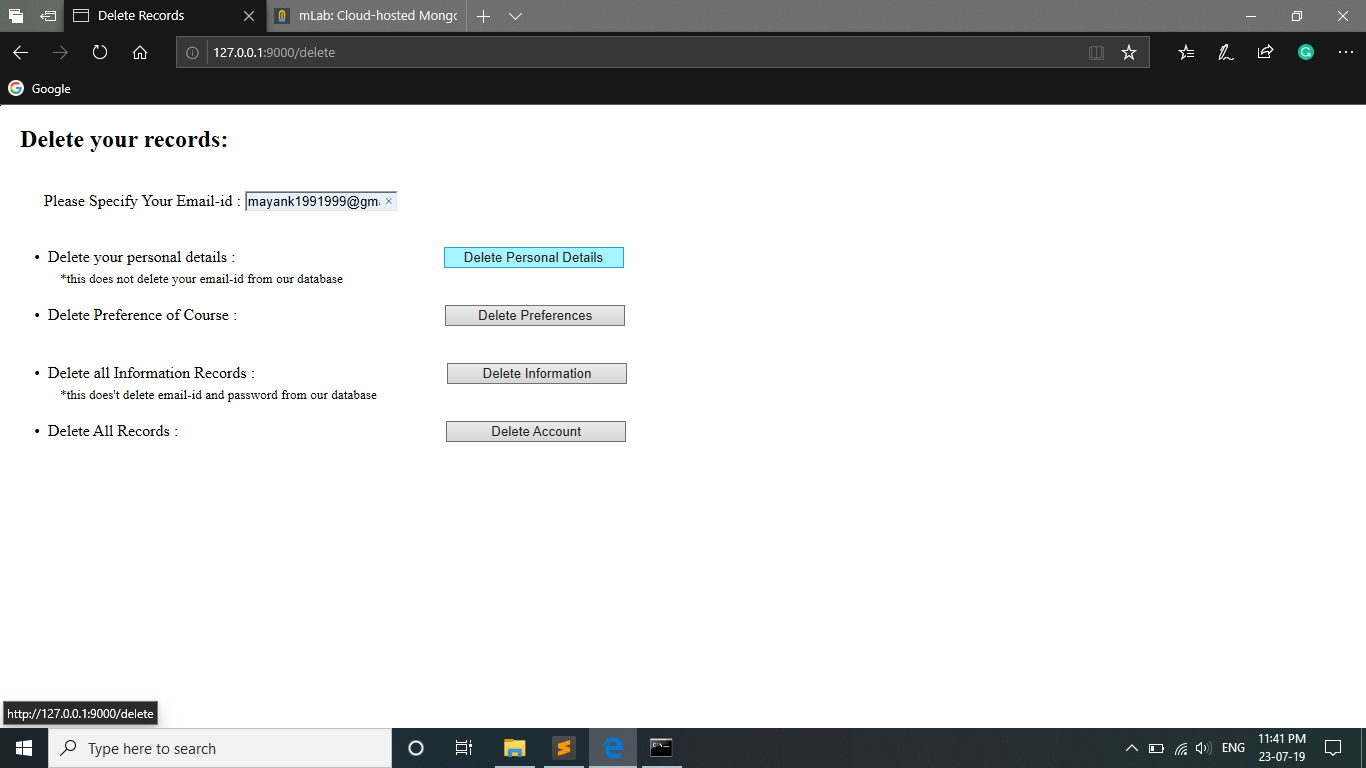 Delete Records
mLab: Cloud-hosted Mongo
127.0.0.1:9000/delete
G
Google
Delete your records:
Please Specify Your Email-id : mayank1991999@gma
• Delete your personal details : Delete Personal Details
*this does not delete your email-id from our database
• Delete Preference of Course : Delete Preferences
• Delete all Information Records : Delete Information
*this does't delete email-id and password from our database
• Delete All Records : Delete Account
http://127.0.0.1:9000/delete
Type here to search
ENG
11:41 PM
23-07-19